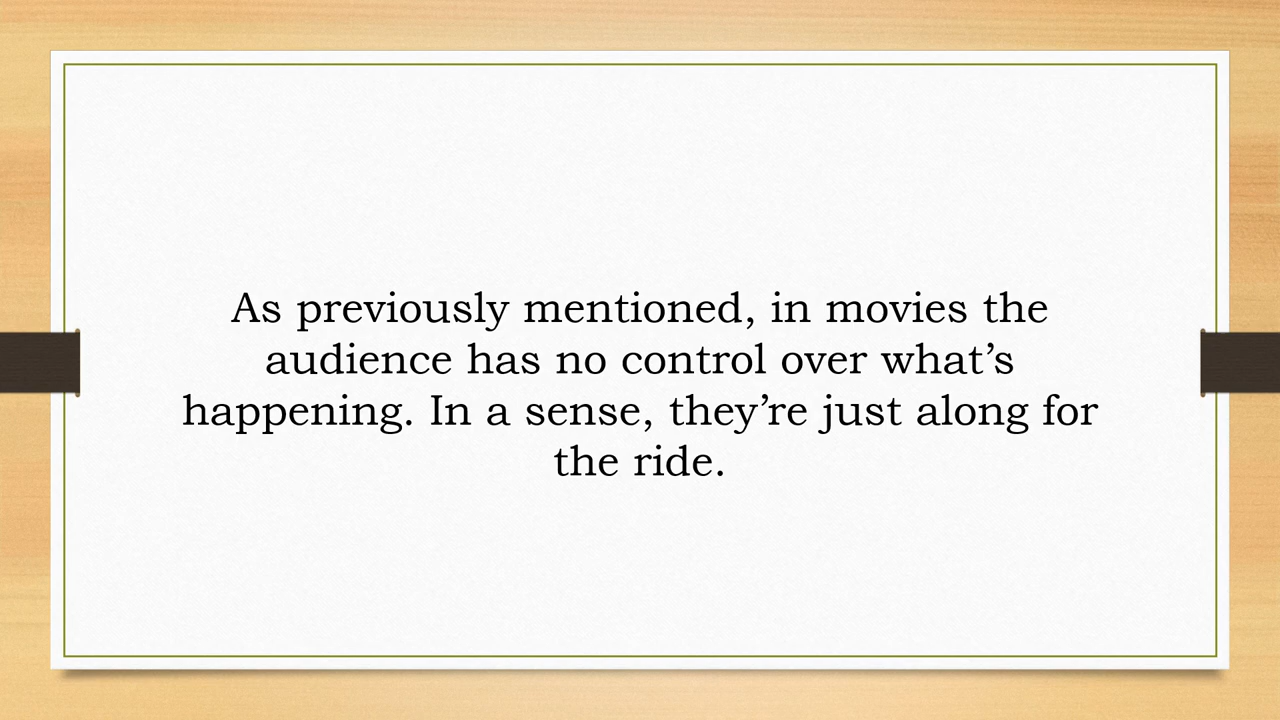 As previously mentioned, in movies the
audience has no control over what’s
happening. In a sense, they’re just along for
the ride.